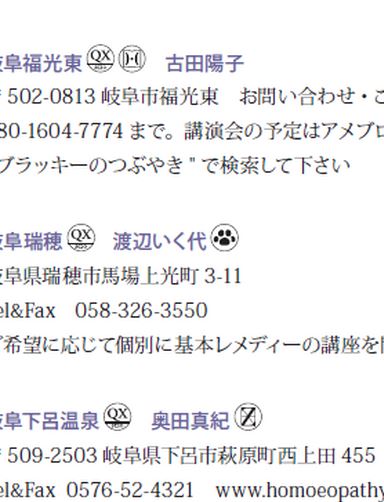 阜福光東 QX 古田陽子
〒502-0813 岐阜市福光東 お問い合わせ・ご
80-1604-7774 まで。講演会の予定はアメブロ
ブラッキーのつぶやき " で検索して下さい
阜瑞穂 QX 渡辺いく代
阜県瑞穂市馬場上光町 3-11
el&Fax 058-326-3550
ご希望に応じて個別に基本レメディーの講座を
阜下呂温泉 QX 奥田真紀
〒509-2503 岐阜県下呂市萩原町西上田 455
el&Fax 0576-52-4321 www.homoeopathy